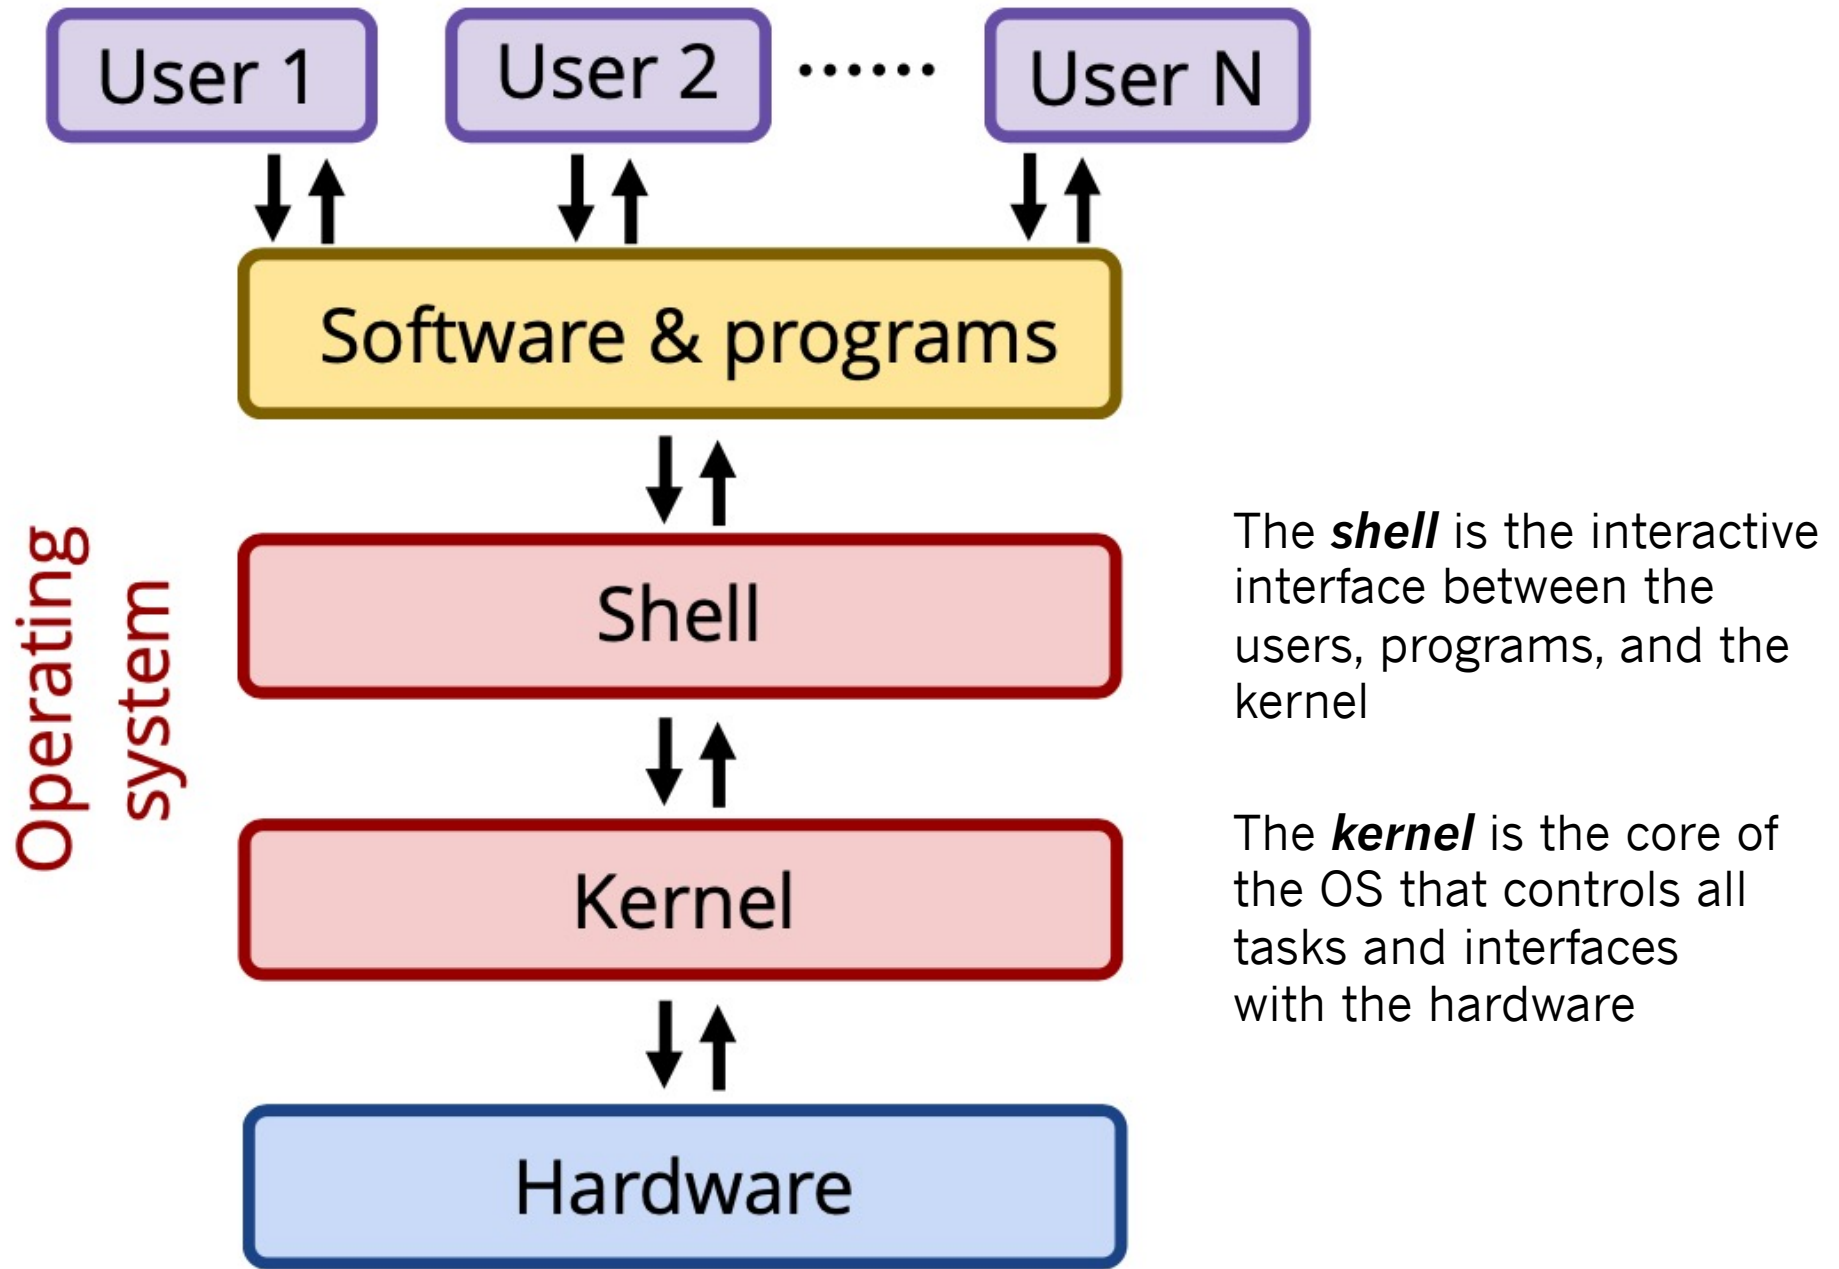 User 1
User 2
······
User N
Software & programs
Operating
system
Shell
The shell is the interactive
interface between the
users, programs, and the
kernel
Kernel
The kernel is the core of
the OS that controls all
tasks and interfaces
with the hardware
Hardware